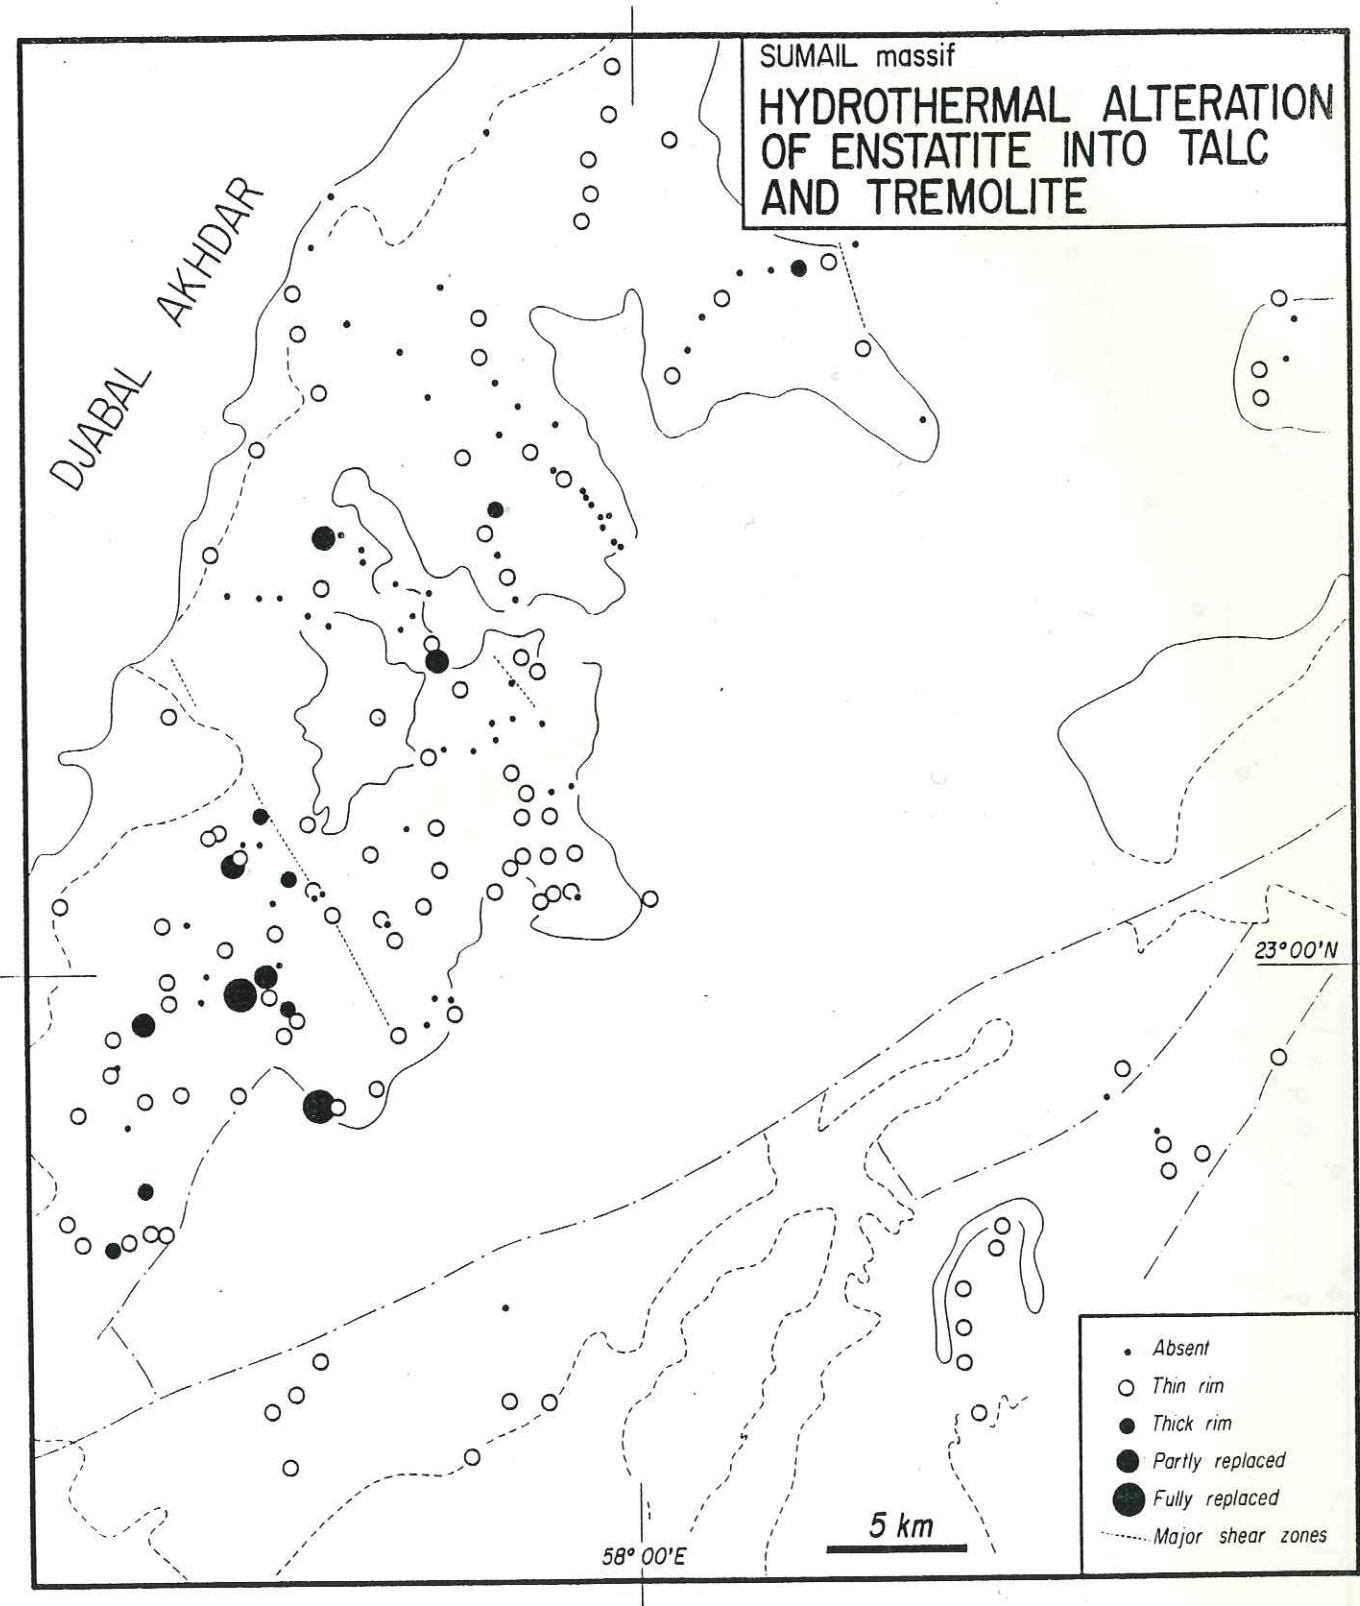 SUMAIL massif
HYDROTHERMAL ALTERATION
OF ENSTATITE INTO TALC
AND TREMOLITE
DJABAL AKHDAR
23°00'N
Absent
Thin rim
Thick rim
Partly replaced
Fully replaced
Major shear zones
5 km
58°00'E